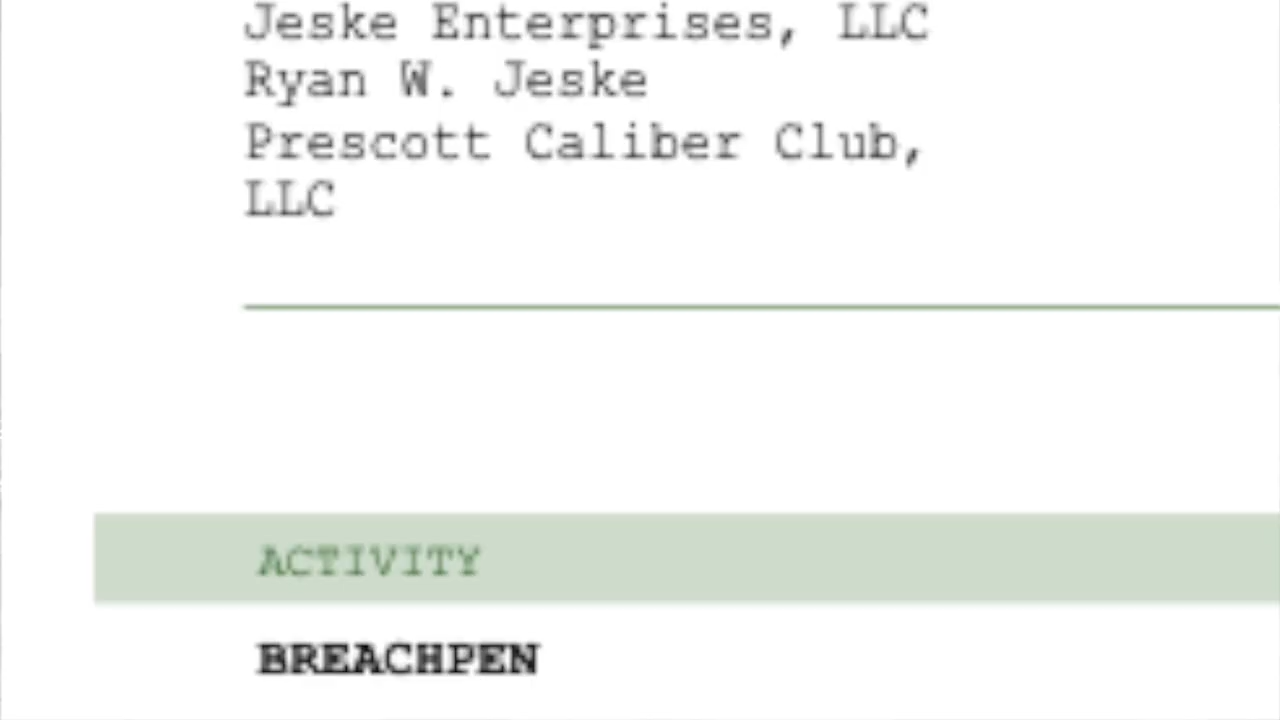 Jeske Enterprises, LLC
Ryan W. Jeske
Prescott Caliber Club,
LLC
ACTIVITY
BREACHPEN